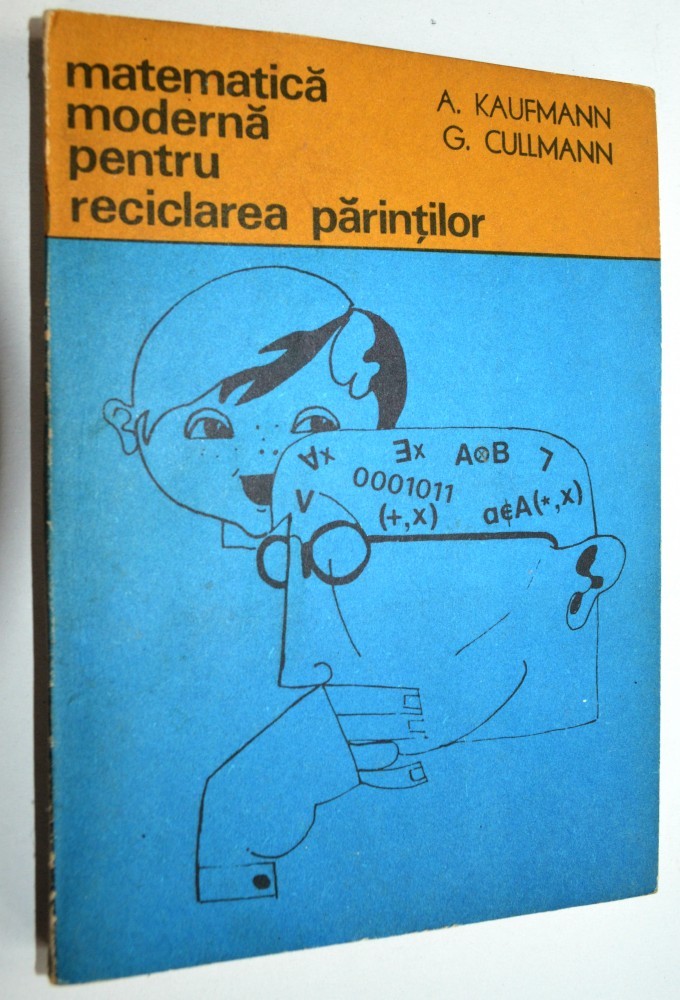 matematică
modernă
pentru
reciclarea părinților
A. KAUFMANN
G. CULLMANN
∀x ∃x A⊗B ⅂
0001011
Λ (+,x) a∉A(*,x)